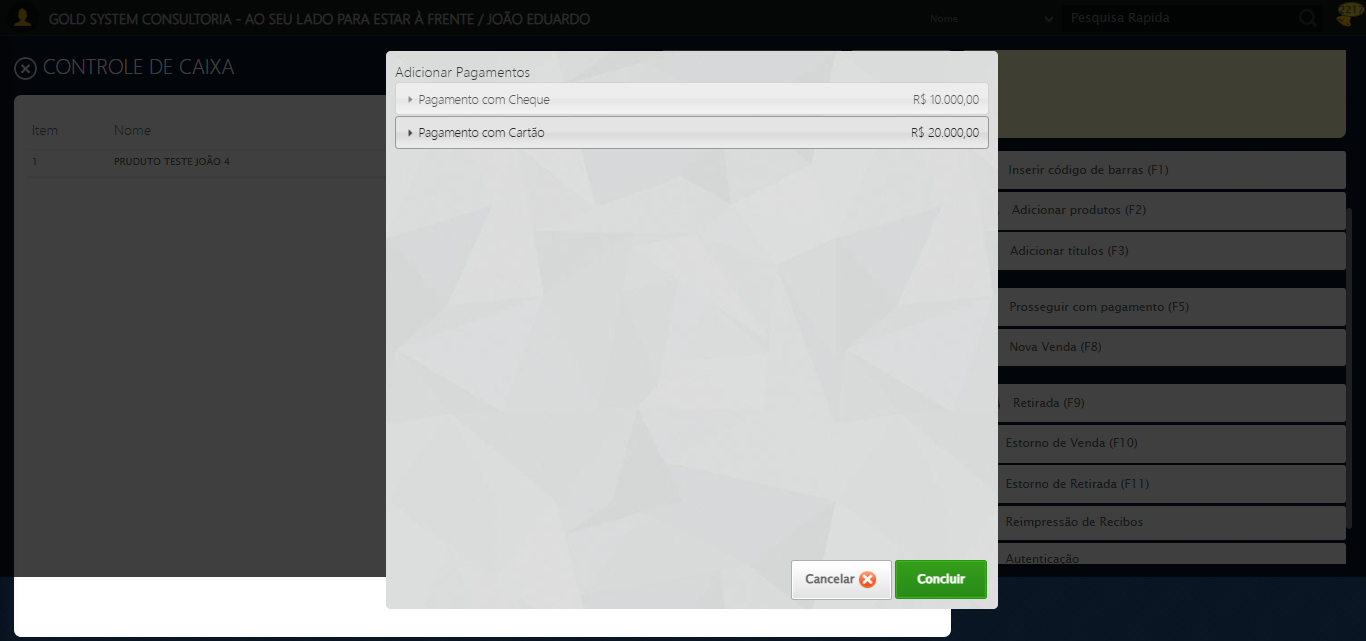 GOLD SYSTEM CONSULTORIA - AO SEU LADO PARA ESTAR À FRENTE / JOÃO EDUARDO
Nome
Pesquisa Rapida
2212
CONTROLE DE CAIXA
Item Nome
1 PRUDUTO TESTE JOÃO 4
Adicionar Pagamentos
Pagamento com Cheque R$ 10.000,00
Pagamento com Cartão R$ 20.000,00
Cancelar
Concluir
Inserir código de barras (F1)
Adicionar produtos (F2)
Adicionar títulos (F3)
Prosseguir com pagamento (F5)
Nova Venda (F8)
Retirada (F9)
Estorno de Venda (F10)
Estorno de Retirada (F11)
Reimpressão de Recibos
Autenticação